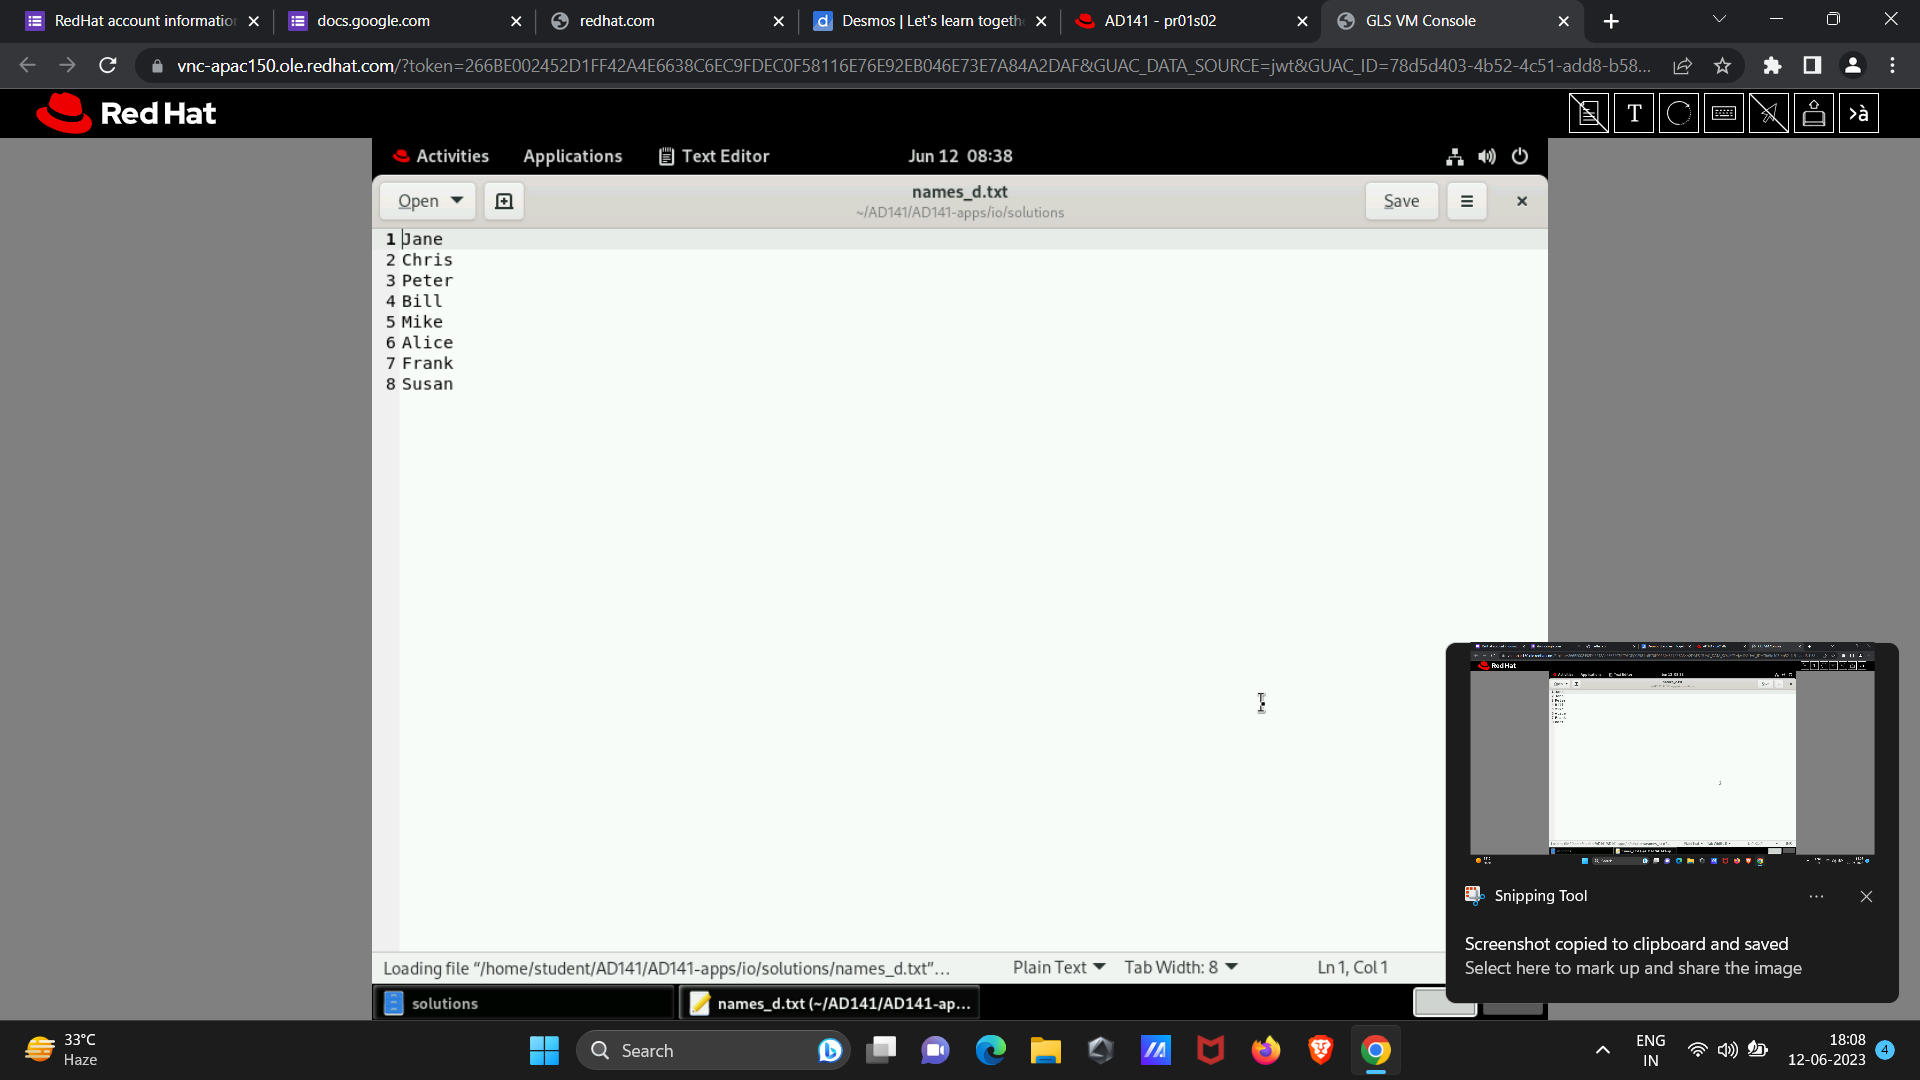 RedHat account information
docs.google.com
redhat.com
Desmos | Let's learn togeth
AD141 - pr01s02
GLS VM Console
vnc-apac150.ole.redhat.com/?token=266BE002452D1FF42A4E6638C6EC9FDEC0F58116E76E92EB046E73E7A84A2DAF&GUAC_DATA_SOURCE=jwt&GUAC_ID=78d5d403-4b52-4c51-add8-b58...
Red Hat
T
>à
Activities
Applications
Text Editor
Jun 12 08:38
Open
names_d.txt
~/AD141/AD141-apps/io/solutions
Save
1 Jane
2 Chris
3 Peter
4 Bill
5 Mike
6 Alice
7 Frank
8 Susan
Snipping Tool
Screenshot copied to clipboard and saved
Select here to mark up and share the image
Loading file "/home/student/AD141/AD141-apps/io/solutions/names_d.txt"...
Plain Text
Tab Width: 8
Ln 1, Col 1
solutions
names_d.txt (~/AD141/AD141-ap...
33°C
Haze
Search
ENG
IN
18:08
12-06-2023
4